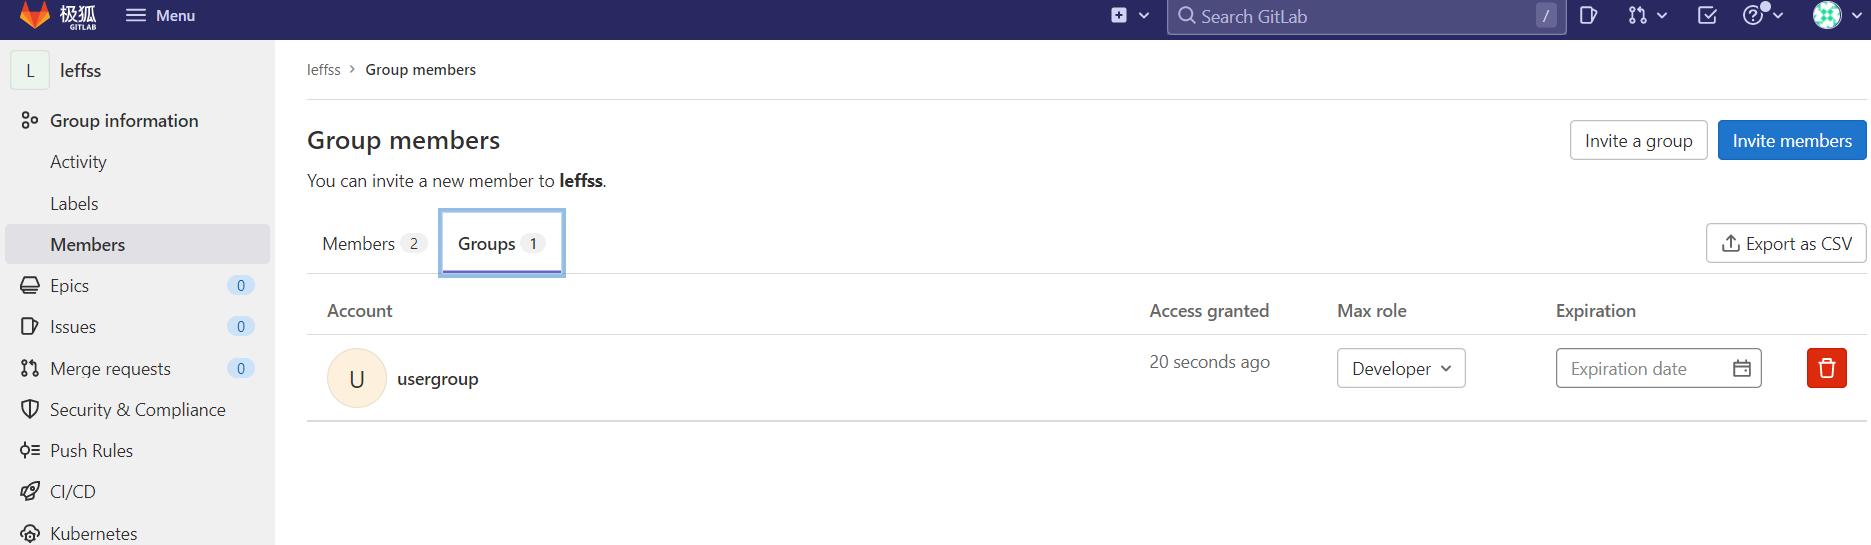 极狐
GITLAB
Menu
Search GitLab
/
L
leffss
Group information
Activity
Labels
Members
Epics 0
Issues 0
Merge requests 0
Security & Compliance
Push Rules
CI/CD
Kubernetes
leffss > Group members
Group members
Invite a group
Invite members
You can invite a new member to leffss.
Members 2
Groups 1
Export as CSV
Account Access granted Max role Expiration
U usergroup 20 seconds ago Developer Expiration date